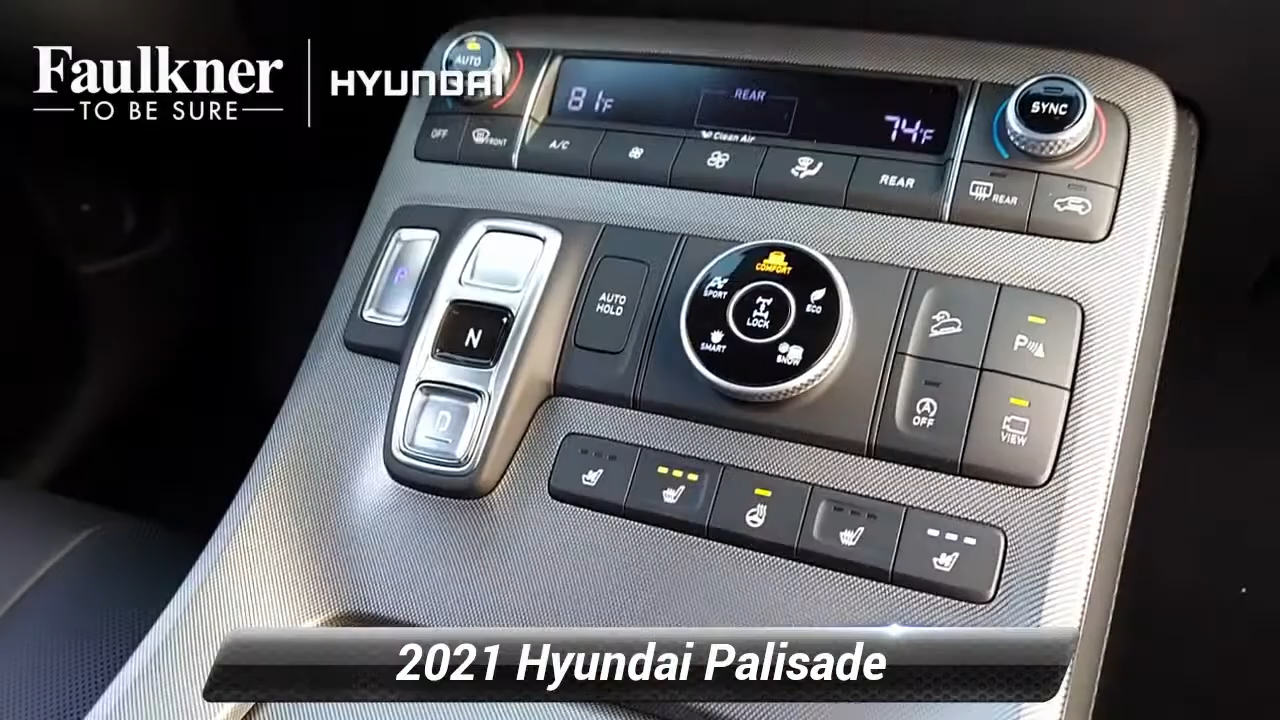 Faulkner
TO BE SURE
HYUNDAI
AUTO
81°F
REAR
74°F
SYNC
Clean Air
OFF
FRONT
A/C
REAR
REAR
P
N
D
AUTO
HOLD
COMFORT
SPORT
ECO
LOCK
SMART
SNOW
P
A
OFF
VIEW
2021 Hyundai Palisade